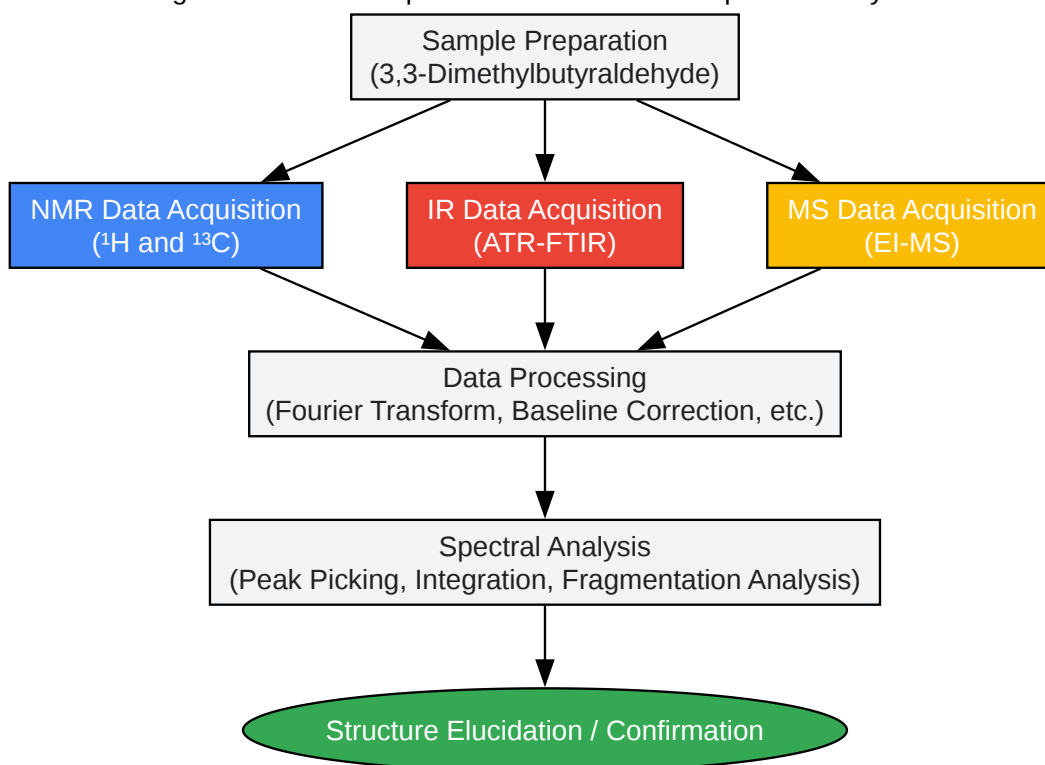 Sample Preparation
(3,3-Dimethylbutyraldehyde)
NMR Data Acquisition
(¹H and ¹³C)
IR Data Acquisition
(ATR-FTIR)
MS Data Acquisition
(EI-MS)
Data Processing
(Fourier Transform, Baseline Correction, etc.)
Spectral Analysis
(Peak Picking, Integration, Fragmentation Analysis)
Structure Elucidation / Confirmation